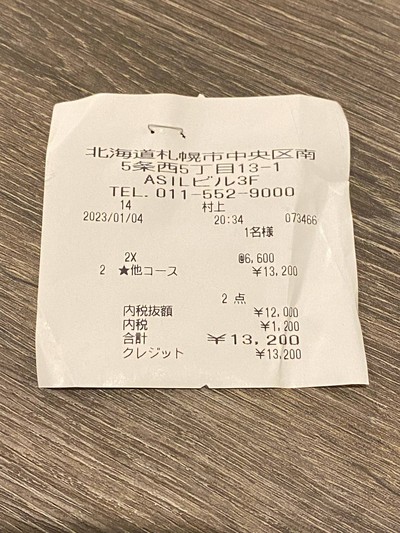 北海道札幌市中央区南
5条西5丁目13-1
ASILビル3F
TEL.011-552-9000
14 村上
2023/01/04 20:34 073466
1名様
2X @6,600
2 ★他コース ¥13,200
2 点
内税抜額 ¥12,000
内税 ¥1,200
合計 ¥13,200
クレジット ¥13,200